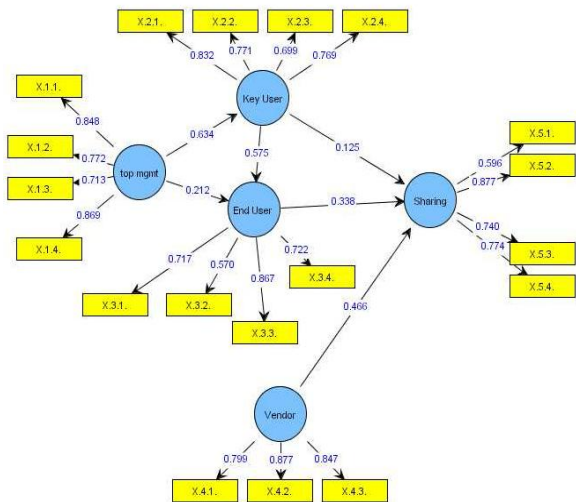 X.2.1.
X.2.2.
X.2.3.
X.2.4.
0.832
0.771
0.699
0.769
X.1.1.
Key User
0.848
X.1.2.
0.772
0.634
0.125
X.5.1.
X.1.3.
0.713
top mgmt
0.575
0.596
X.5.2.
0.877
0.212
Sharing
0.869
End User
0.338
X.1.4.
0.740
X.5.3.
0.774
0.717
0.570
0.867
0.722
X.3.4.
X.5.4.
X.3.1.
X.3.2.
X.3.3.
0.466
Vendor
0.799
0.877
0.847
X.4.1.
X.4.2.
X.4.3.